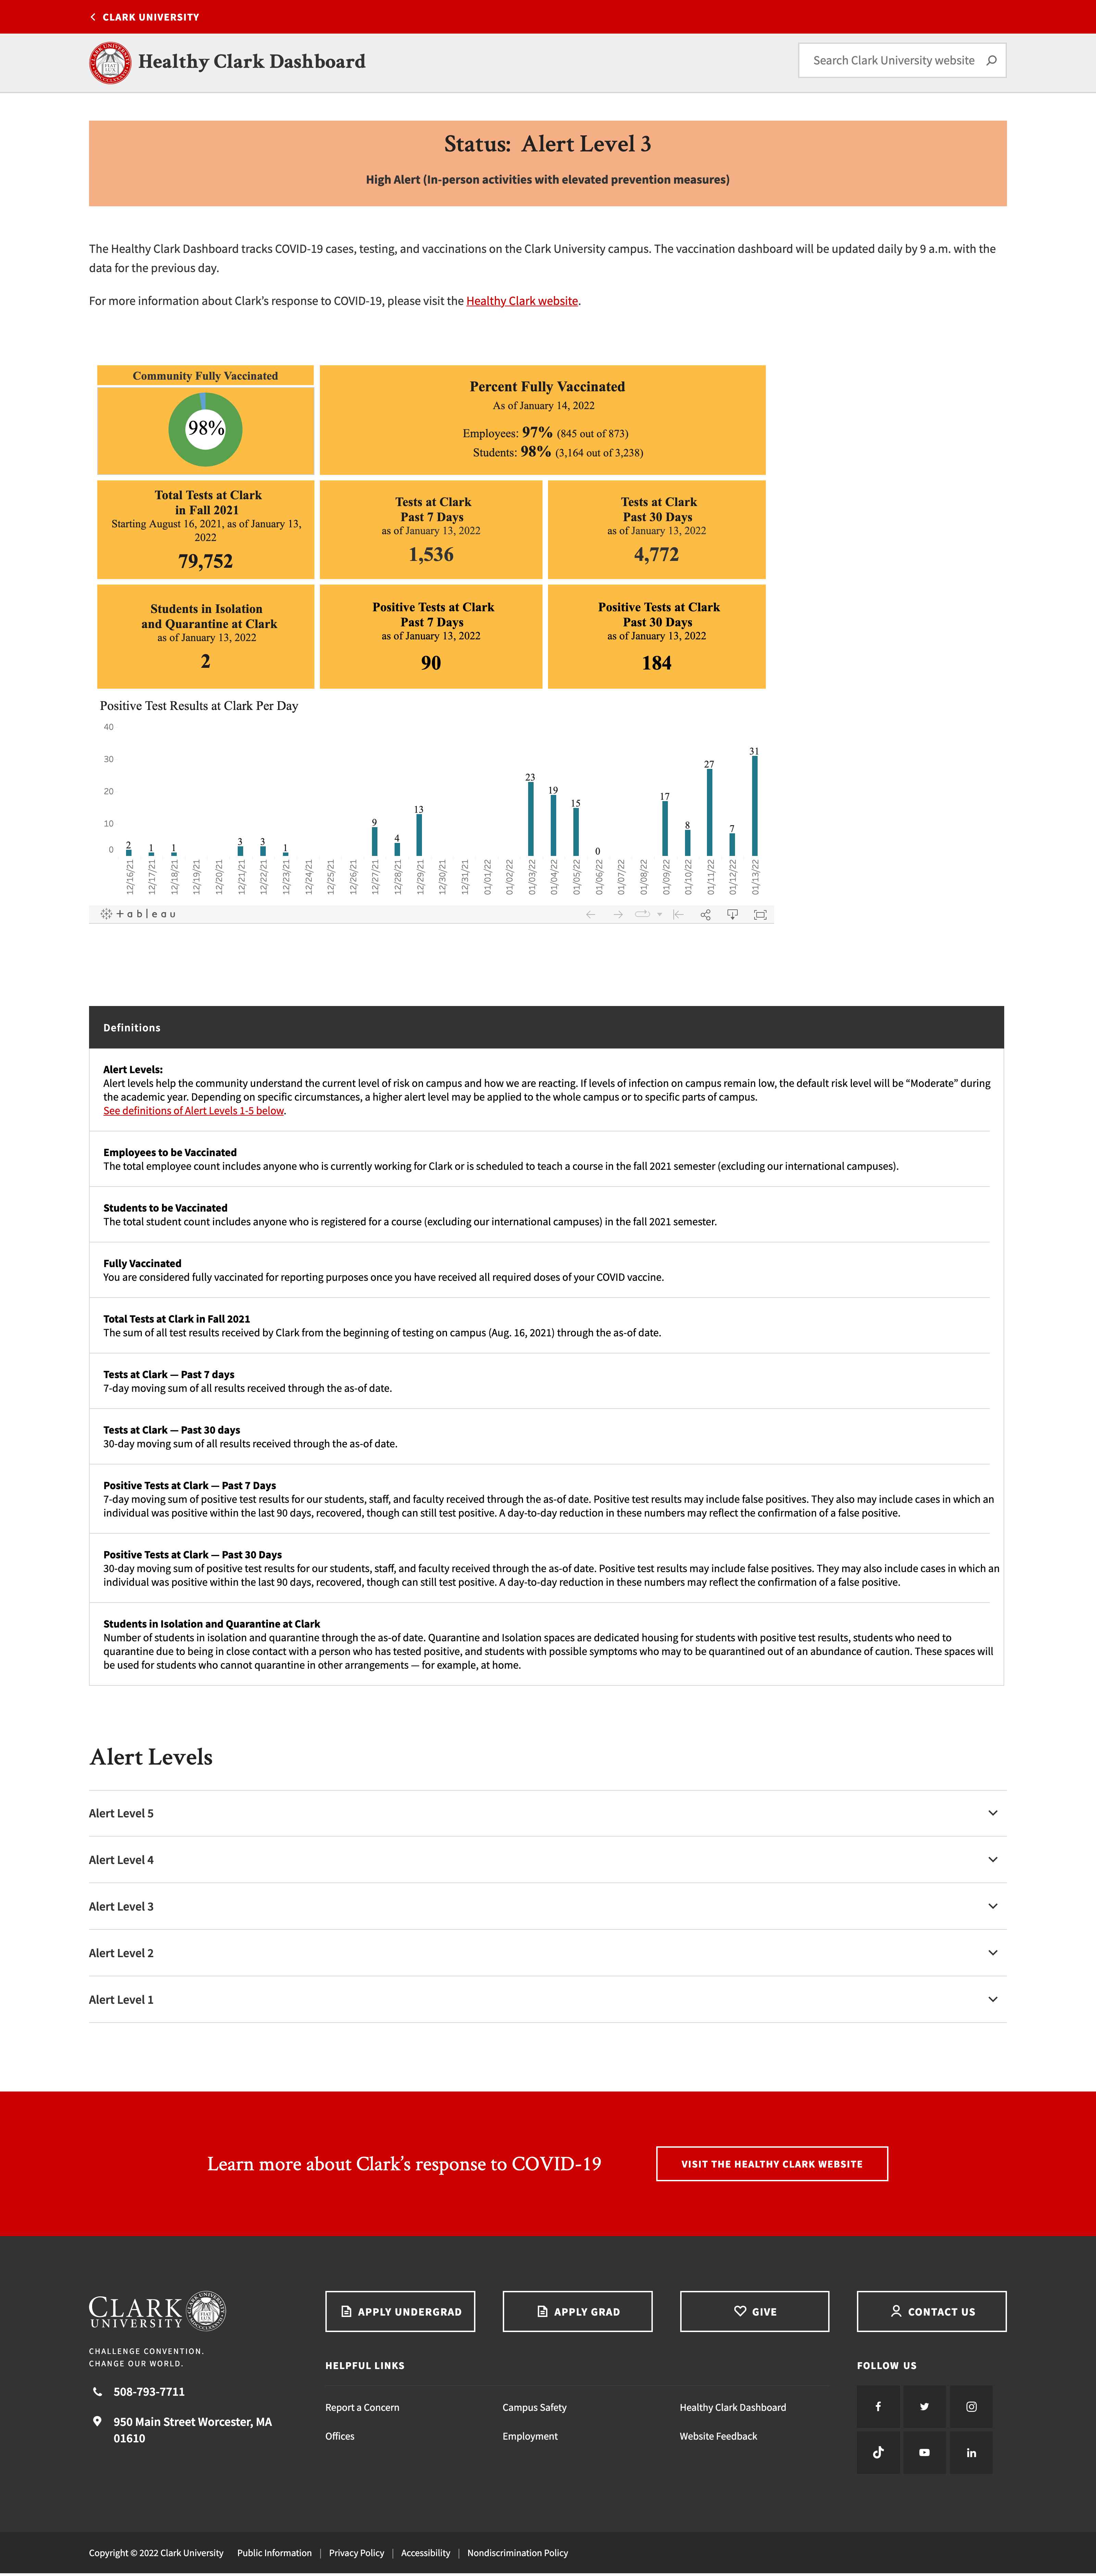 CLARK UNIVERSITY
Healthy Clark Dashboard
Search Clark University website
Status: Alert Level 3
High Alert (In-person activities with elevated prevention measures)
The Healthy Clark Dashboard tracks COVID-19 cases, testing, and vaccinations on the Clark University campus. The vaccination dashboard will be updated daily by 9 a.m. with the
data for the previous day.
For more information about Clark's response to COVID-19, please visit the Healthy Clark website.
Community Fully Vaccinated
98%
Percent Fully Vaccinated
As of January 14, 2022
Employees: 97% (845 out of 873)
Students: 98% (3,164 out of 3,238)
Total Tests at Clark
in Fall 2021
Starting August 16, 2021, as of January 13,
2022
79,752
Tests at Clark
Past 7 Days
as of January 13, 2022
1,536
Tests at Clark
Past 30 Days
as of January 13, 2022
4,772
Students in Isolation
and Quarantine at Clark
as of January 13, 2022
2
Positive Tests at Clark
Past 7 Days
as of January 13, 2022
90
Positive Tests at Clark
Past 30 Days
as of January 13, 2022
184
Positive Test Results at Clark Per Day
40
30
20
10
0
2
1
1
3
3
1
9
4
13
23
19
15
0
17
8
27
7
31
12/16/21
12/17/21
12/18/21
12/19/21
12/20/21
12/21/21
12/22/21
12/23/21
12/24/21
12/25/21
12/26/21
12/27/21
12/28/21
12/29/21
12/30/21
12/31/21
01/01/22
01/02/22
01/03/22
01/04/22
01/05/22
01/06/22
01/07/22
01/08/22
01/09/22
01/10/22
01/11/22
01/12/22
01/13/22
+ a b | e a u
Definitions
Alert Levels:
Alert levels help the community understand the current level of risk on campus and how we are reacting. If levels of infection on campus remain low, the default risk level will be “Moderate” during
the academic year. Depending on specific circumstances, a higher alert level may be applied to the whole campus or to specific parts of campus.
See definitions of Alert Levels 1-5 below.
Employees to be Vaccinated
The total employee count includes anyone who is currently working for Clark or is scheduled to teach a course in the fall 2021 semester (excluding our international campuses).
Students to be Vaccinated
The total student count includes anyone who is registered for a course (excluding our international campuses) in the fall 2021 semester.
Fully Vaccinated
You are considered fully vaccinated for reporting purposes once you have received all required doses of your COVID vaccine.
Total Tests at Clark in Fall 2021
The sum of all test results received by Clark from the beginning of testing on campus (Aug. 16, 2021) through the as-of date.
Tests at Clark — Past 7 days
7-day moving sum of all results received through the as-of date.
Tests at Clark — Past 30 days
30-day moving sum of all results received through the as-of date.
Positive Tests at Clark — Past 7 Days
7-day moving sum of positive test results for our students, staff, and faculty received through the as-of date. Positive test results may include false positives. They also may include cases in which an
individual was positive within the last 90 days, recovered, though can still test positive. A day-to-day reduction in these numbers may reflect the confirmation of a false positive.
Positive Tests at Clark — Past 30 Days
30-day moving sum of positive test results for our students, staff, and faculty received through the as-of date. Positive test results may include false positives. They may also include cases in which an
individual was positive within the last 90 days, recovered, though can still test positive. A day-to-day reduction in these numbers may reflect the confirmation of a false positive.
Students in Isolation and Quarantine at Clark
Number of students in isolation and quarantine through the as-of date. Quarantine and Isolation spaces are dedicated housing for students with positive test results, students who need to
quarantine due to being in close contact with a person who has tested positive, and students with possible symptoms who may to be quarantined out of an abundance of caution. These spaces will
be used for students who cannot quarantine in other arrangements — for example, at home.
Alert Levels
Alert Level 5
Alert Level 4
Alert Level 3
Alert Level 2
Alert Level 1
Learn more about Clark's response to COVID-19
VISIT THE HEALTHY CLARK WEBSITE
CLARK
UNIVERSITY
CHALLENGE CONVENTION.
CHANGE OUR WORLD.
508-793-7711
950 Main Street Worcester, MA
01610
APPLY UNDERGRAD
APPLY GRAD
GIVE
CONTACT US
HELPFUL LINKS
Report a Concern
Campus Safety
Healthy Clark Dashboard
Offices
Employment
Website Feedback
FOLLOW US
Copyright © 2022 Clark University
Public Information | Privacy Policy | Accessibility | Nondiscrimination Policy